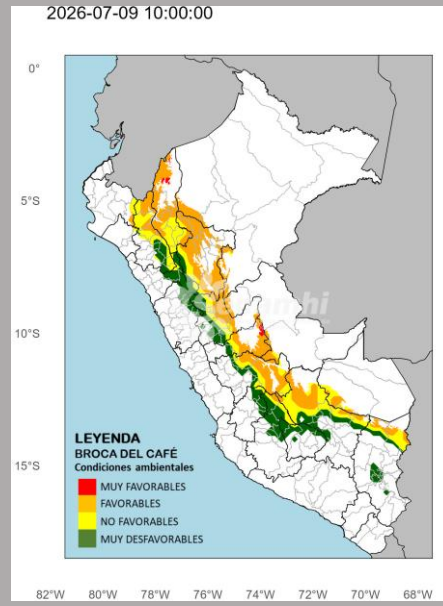 2026-07-09 10:00:00
0°
5°S
10°S
15°S
senamhi
LEYENDA
BROCA DEL CAFÉ
Condiciones ambientales
MUY FAVORABLES
FAVORABLES
NO FAVORABLES
MUY DESFAVORABLES
82°W 80°W 78°W 76°W 74°W 72°W 70°W 68°W